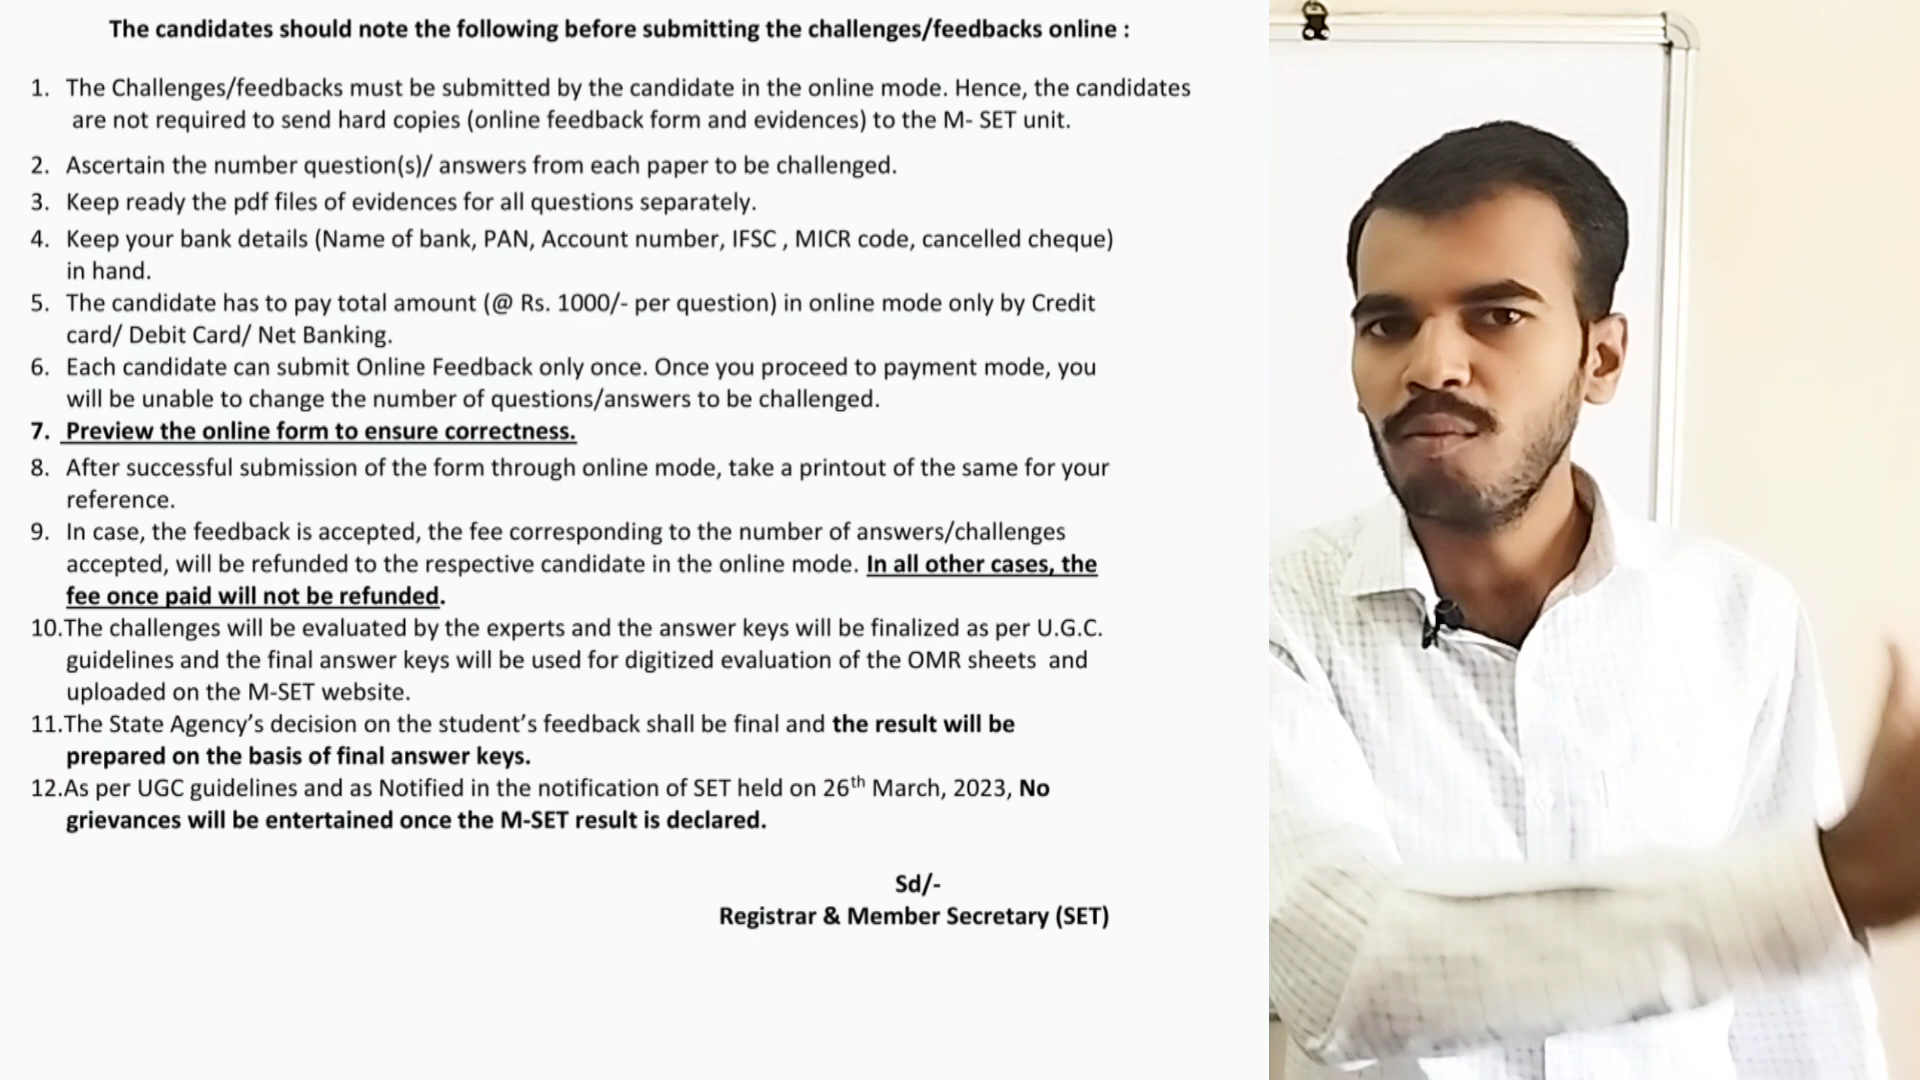 The candidates should note the following before submitting the challenges/feedbacks online :
1. The Challenges/feedbacks must be submitted by the candidate in the online mode. Hence, the candidates
are not required to send hard copies (online feedback form and evidences) to the M- SET unit.
2. Ascertain the number question(s)/ answers from each paper to be challenged.
3. Keep ready the pdf files of evidences for all questions separately.
4. Keep your bank details (Name of bank, PAN, Account number, IFSC , MICR code, cancelled cheque)
in hand.
5. The candidate has to pay total amount (@ Rs. 1000/- per question) in online mode only by Credit
card/ Debit Card/ Net Banking.
6. Each candidate can submit Online Feedback only once. Once you proceed to payment mode, you
will be unable to change the number of questions/answers to be challenged.
7. Preview the online form to ensure correctness.
8. After successful submission of the form through online mode, take a printout of the same for your
reference.
9. In case, the feedback is accepted, the fee corresponding to the number of answers/challenges
accepted, will be refunded to the respective candidate in the online mode. In all other cases, the
fee once paid will not be refunded.
10.The challenges will be evaluated by the experts and the answer keys will be finalized as per U.G.C.
guidelines and the final answer keys will be used for digitized evaluation of the OMR sheets and
uploaded on the M-SET website.
11.The State Agency’s decision on the student’s feedback shall be final and the result will be
prepared on the basis of final answer keys.
12.As per UGC guidelines and as Notified in the notification of SET held on 26th March, 2023, No
grievances will be entertained once the M-SET result is declared.
Sd/-
Registrar & Member Secretary (SET)